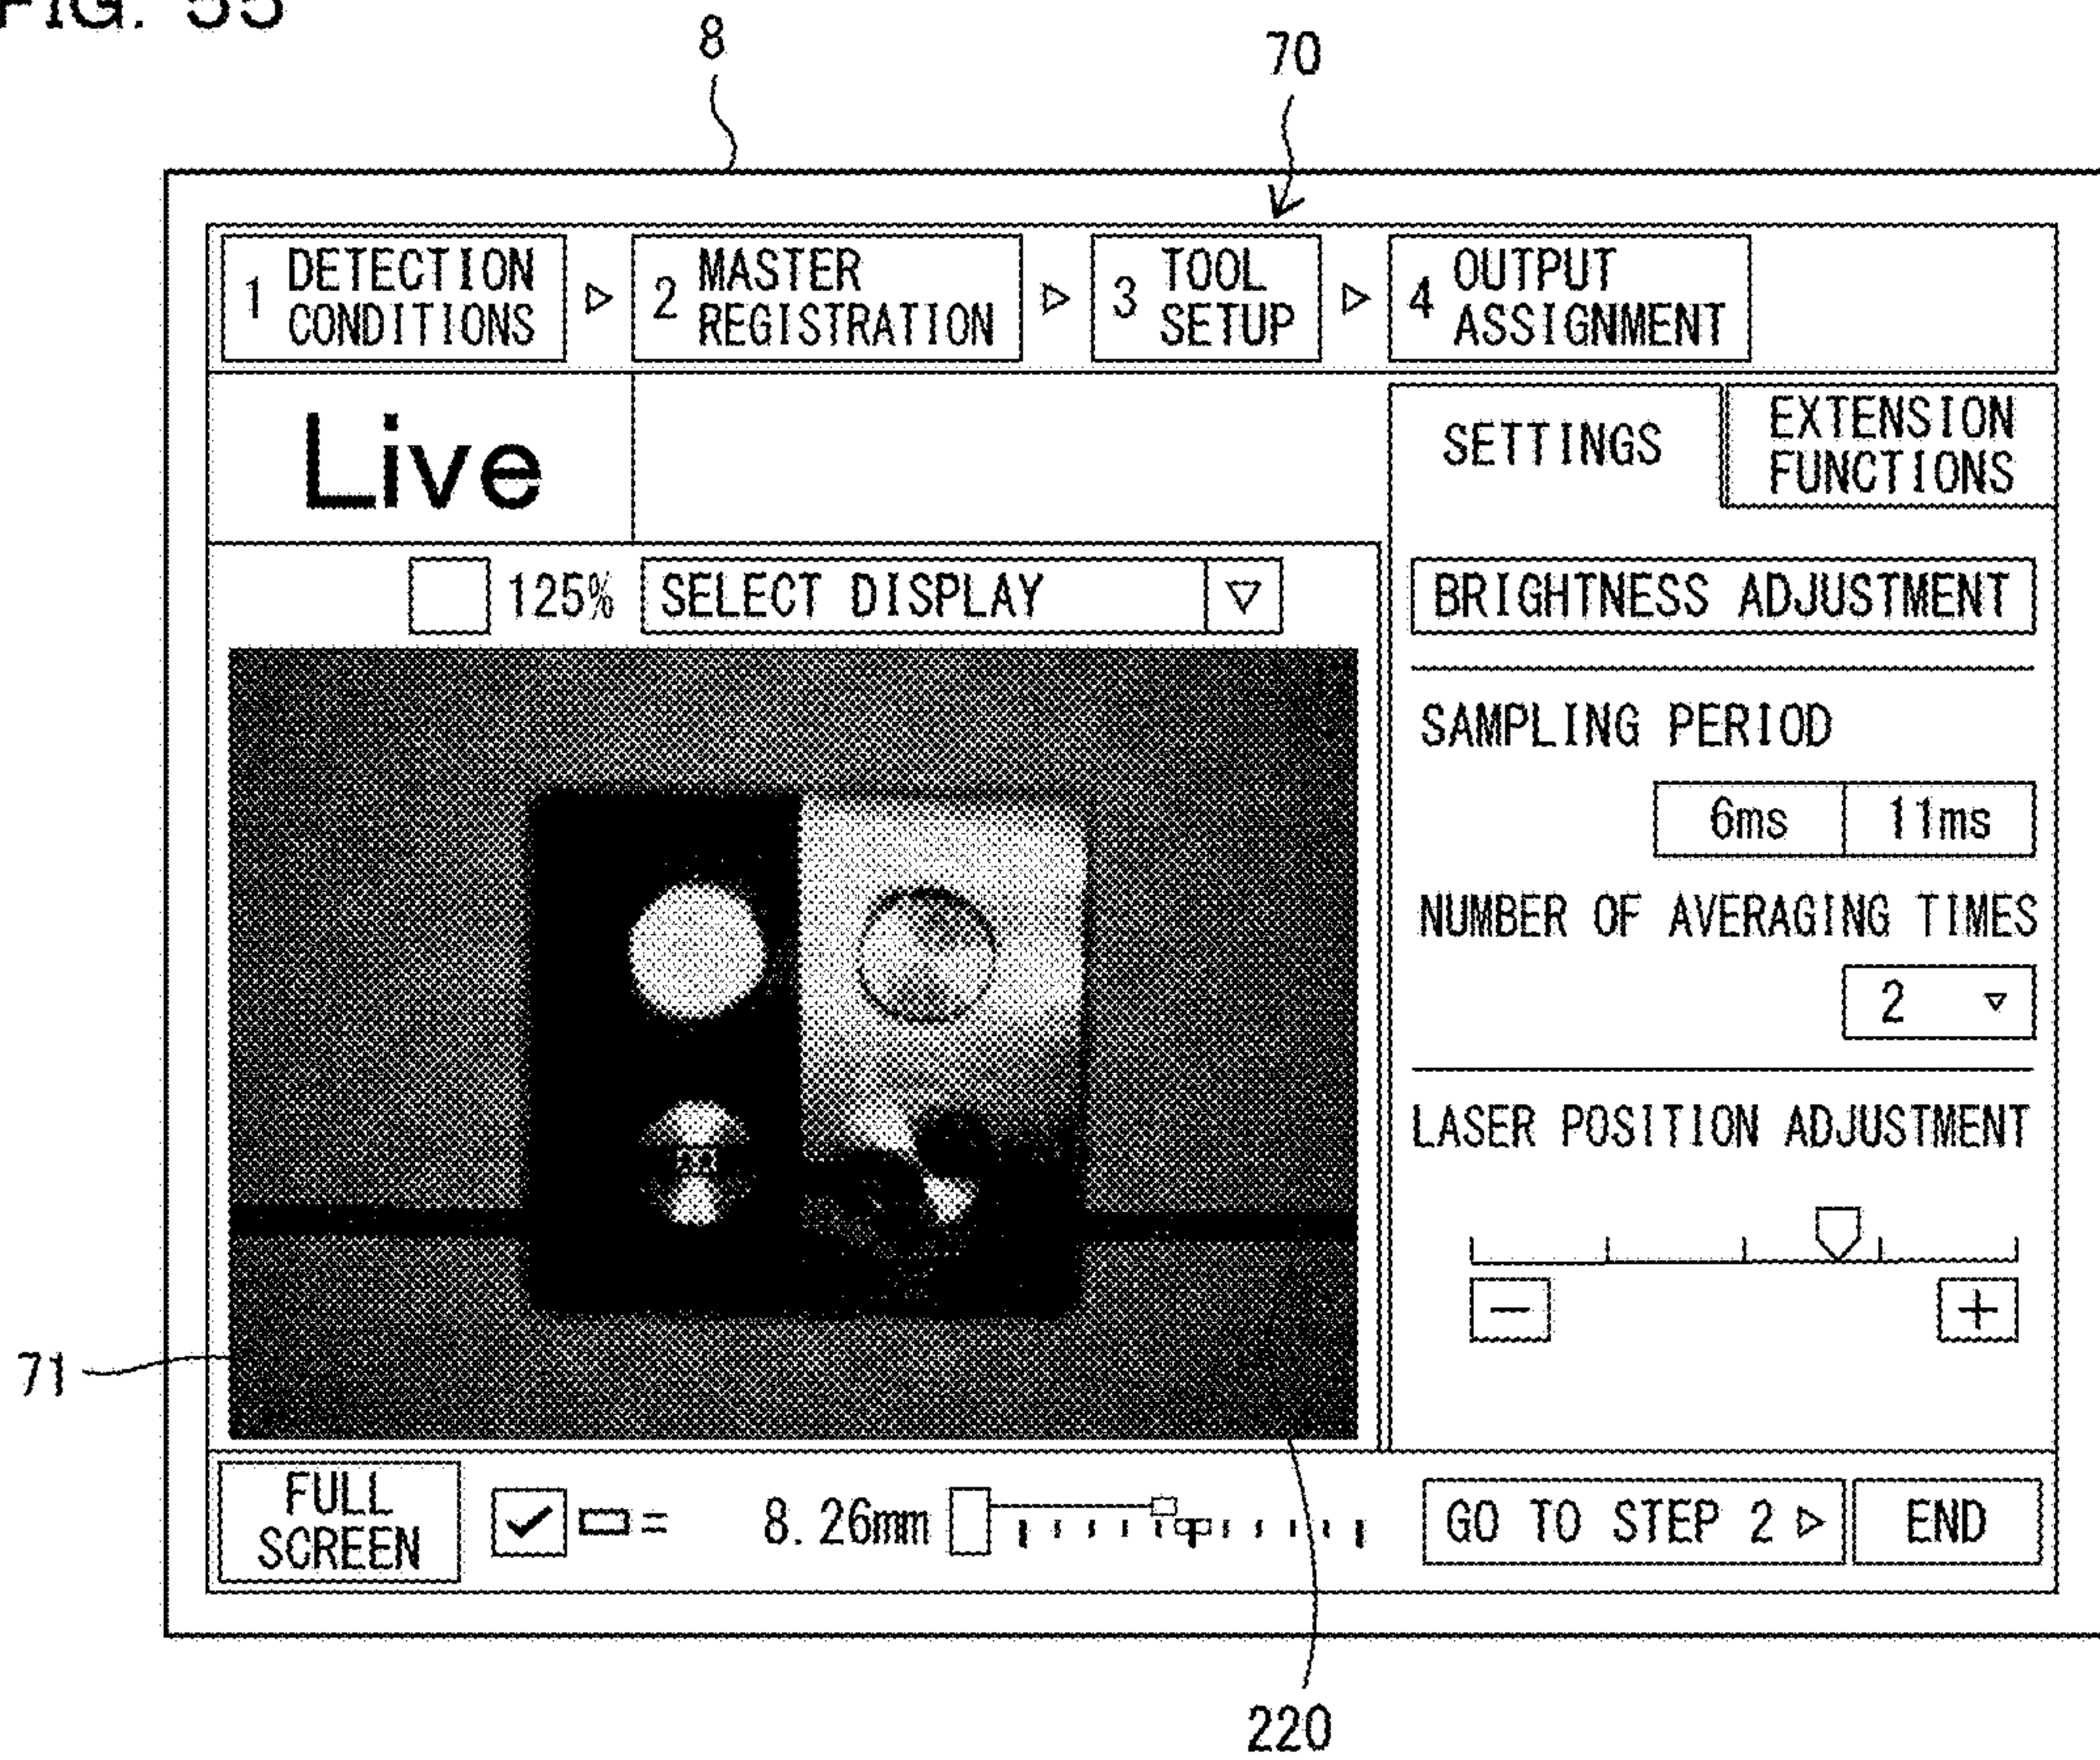 FIG. 55
8
70
1 DETECTION CONDITIONS ▷ 2 MASTER REGISTRATION ▷ 3 TOOL SETUP ▷ 4 OUTPUT ASSIGNMENT
Live
SETTINGS
EXTENSION
FUNCTIONS
125%
SELECT DISPLAY
BRIGHTNESS ADJUSTMENT
SAMPLING PERIOD
6ms 11ms
NUMBER OF AVERAGING TIMES
2
LASER POSITION ADJUSTMENT
− +
71
FULL
SCREEN
= 8.26mm
GO TO STEP 2 ▷
END
220